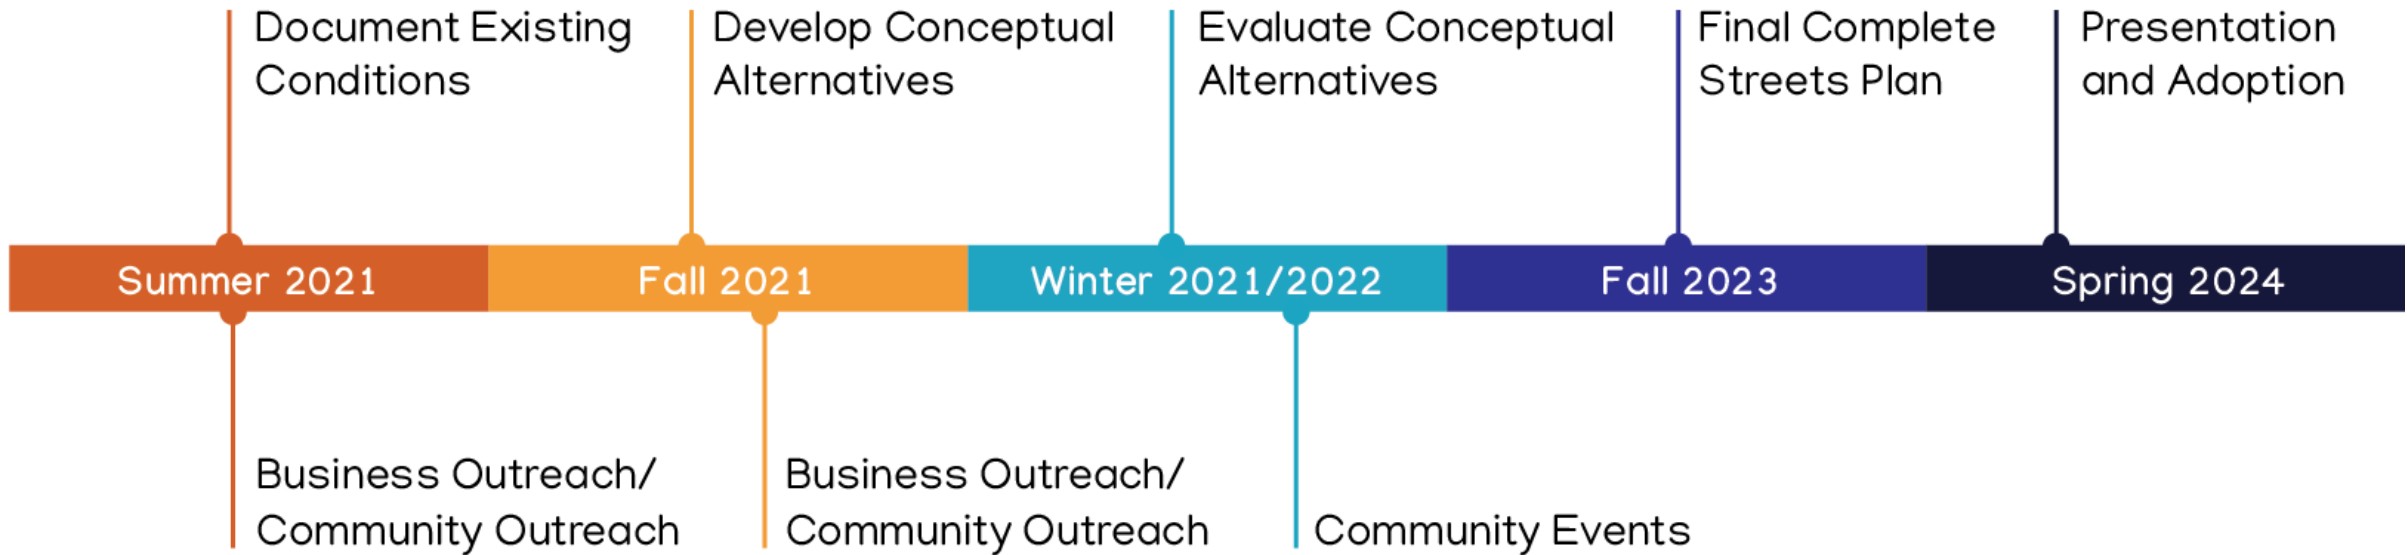 Document Existing
Conditions
Develop Conceptual
Alternatives
Evaluate Conceptual
Alternatives
Final Complete
Streets Plan
Presentation
and Adoption
Summer 2021
Fall 2021
Winter 2021/2022
Fall 2023
Spring 2024
Business Outreach/
Community Outreach
Business Outreach/
Community Outreach
Community Events